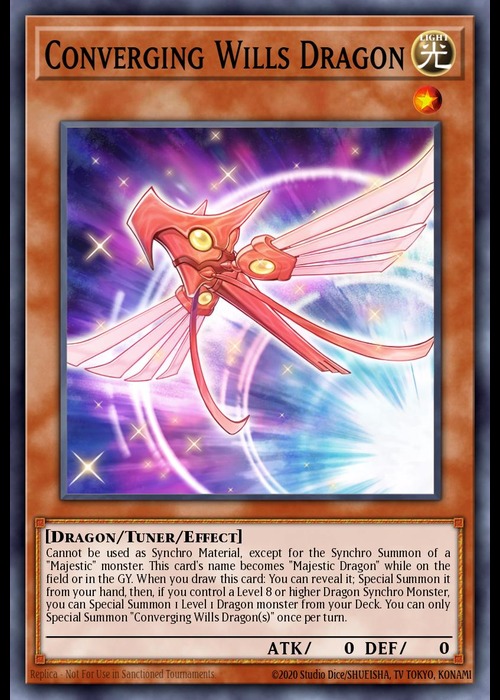 CONVERGING WILLS DRAGON
LIGHT
光
[DRAGON/TUNER/EFFECT]
Cannot be used as Synchro Material, except for the Synchro Summon of a
"Majestic" monster. This card's name becomes "Majestic Dragon" while on the
field or in the GY. When you draw this card: You can reveal it; Special Summon it
from your hand, then, if you control a Level 8 or higher Dragon Synchro Monster,
you can Special Summon 1 Level 1 Dragon monster from your Deck. You can only
Special Summon "Converging Wills Dragon(s)" once per turn.
ATK/ 0 DEF/ 0
Replica - Not For Use in Sanctioned Tournaments
©2020 Studio Dice/SHUEISHA, TV TOKYO, KONAMI